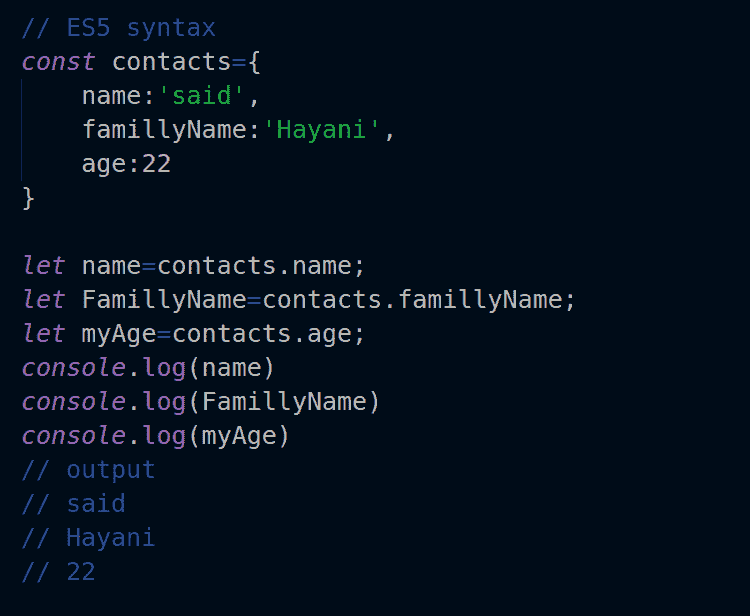 // ES5 syntax
const contacts={
    name:'said',
    famillyName:'Hayani',
    age:22
}

let name=contacts.name;
let FamillyName=contacts.famillyName;
let myAge=contacts.age;
console.log(name)
console.log(FamillyName)
console.log(myAge)
// output
// said
// Hayani
// 22